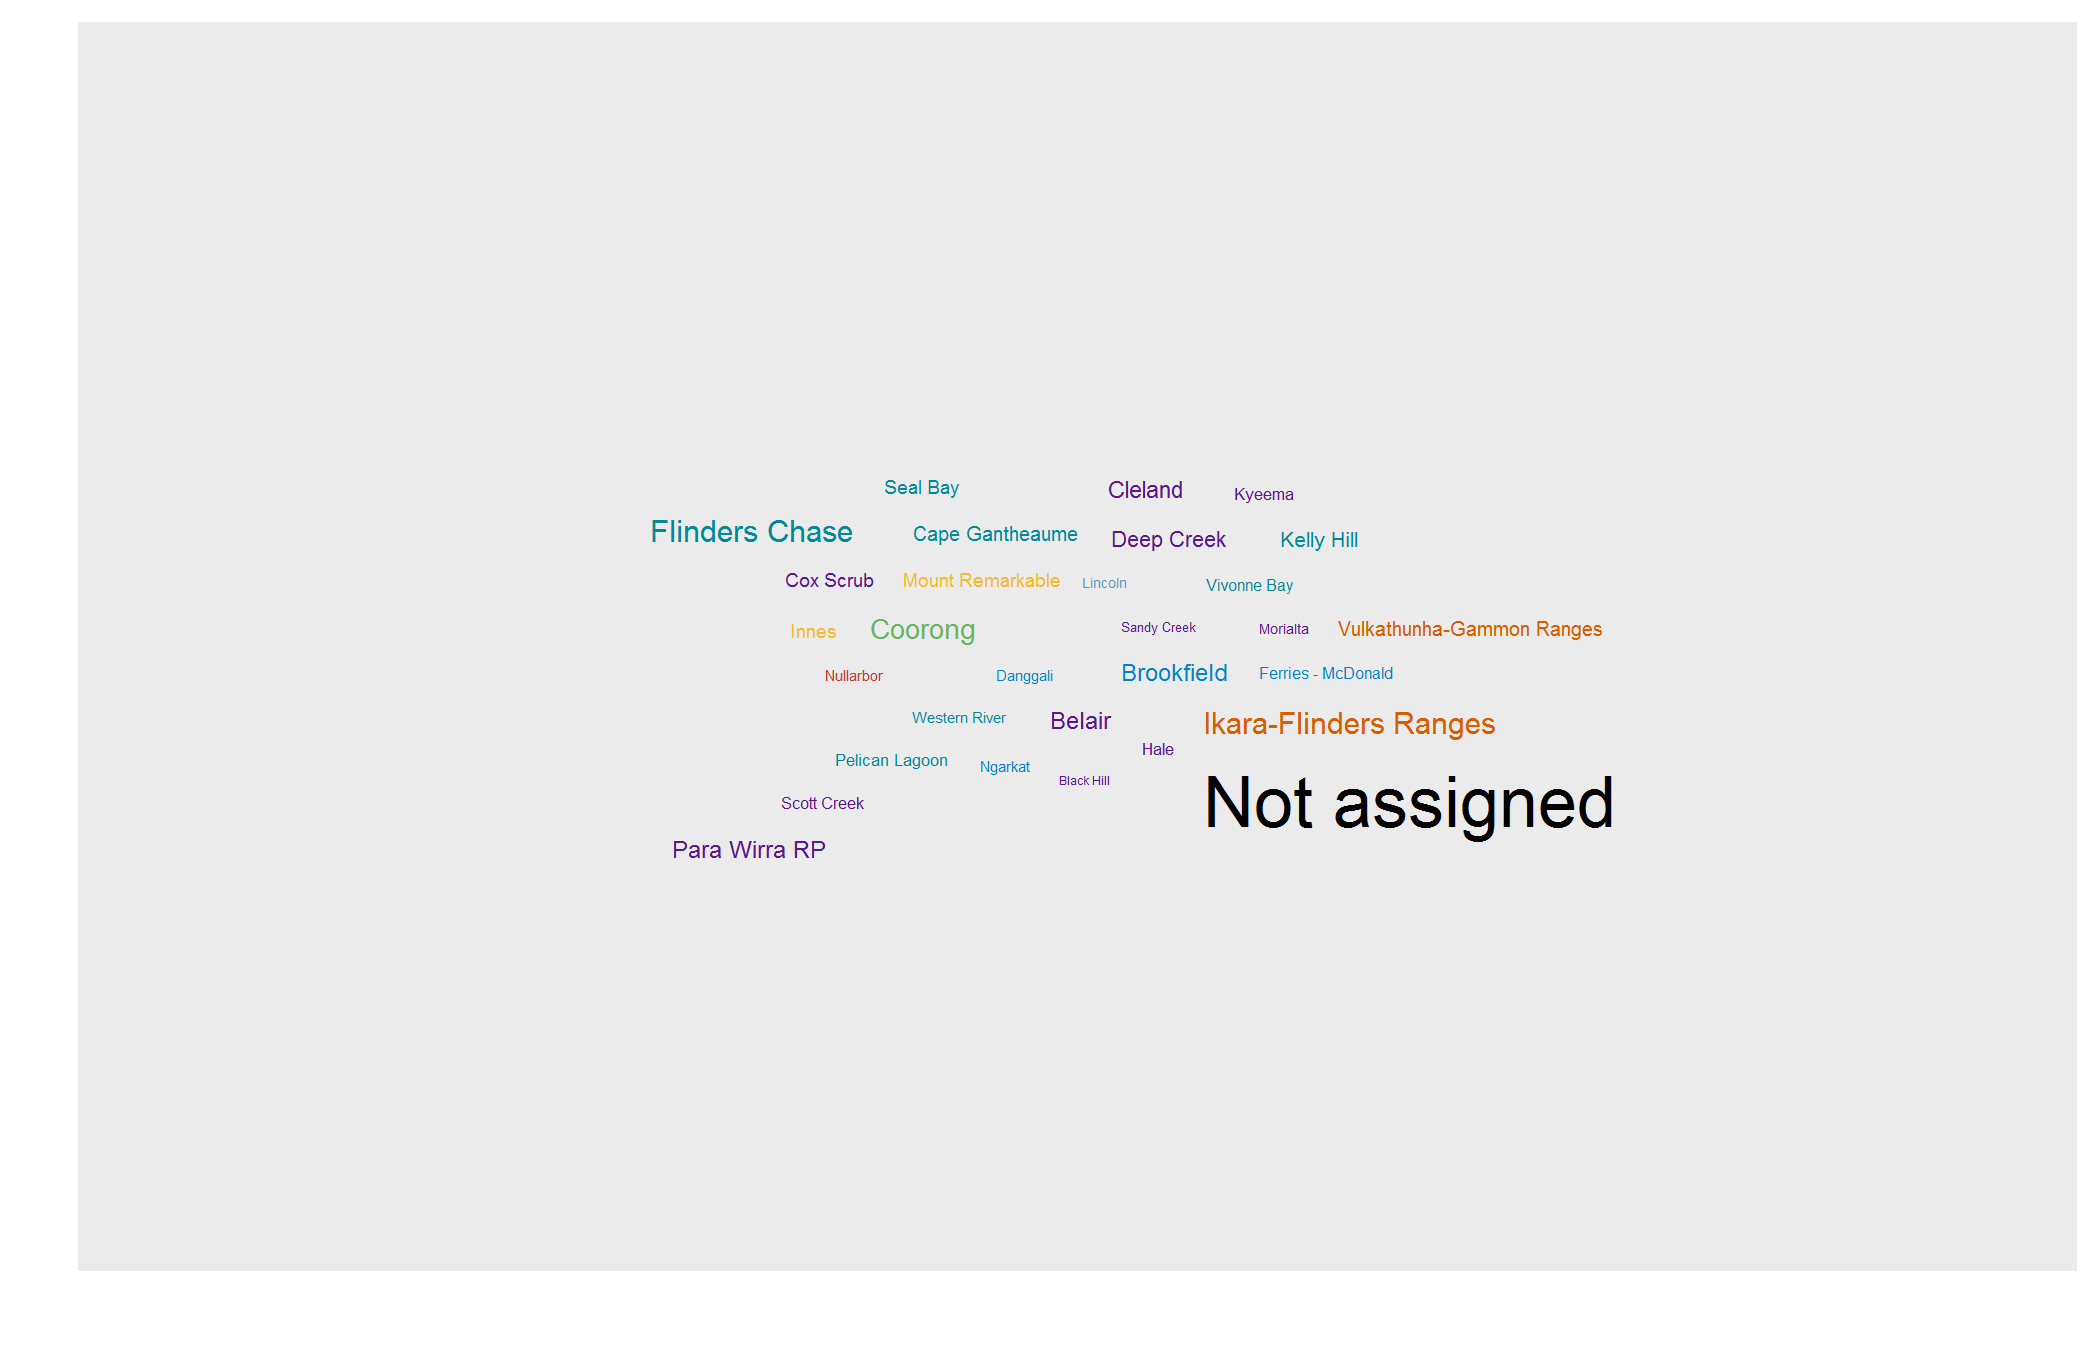 Seal Bay
Cleland
Kyeema
Flinders Chase
Cape Gantheaume
Deep Creek
Kelly Hill
Cox Scrub
Mount Remarkable
Lincoln
Vivonne Bay
Innes
Coorong
Sandy Creek
Morialta
Vulkathunha-Gammon Ranges
Nullarbor
Danggali
Brookfield
Ferries - McDonald
Western River
Belair
Ikara-Flinders Ranges
Hale
Pelican Lagoon
Ngarkat
Black Hill
Scott Creek
Not assigned
Para Wirra RP